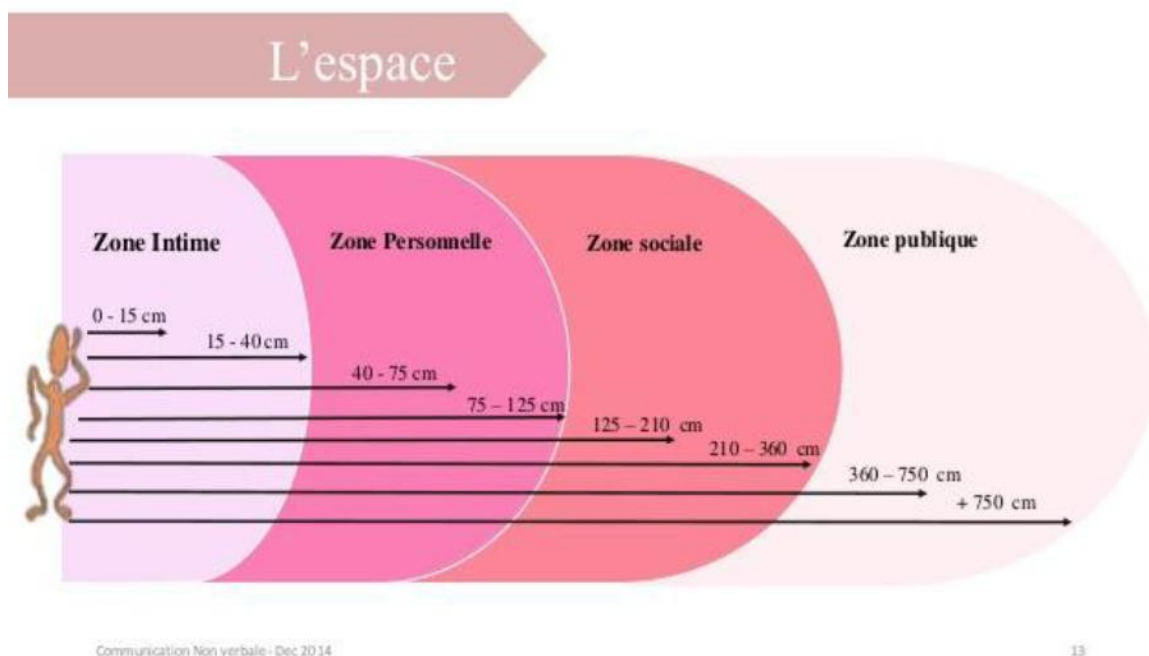 L’espace
Zone Intime
Zone Personnelle
Zone sociale
Zone publique
0 - 15 cm
15 - 40 cm
40 - 75 cm
75 – 125 cm
125 – 210 cm
210 – 360 cm
360 – 750 cm
+ 750 cm
Communication Non verbale - Dec 2014
13